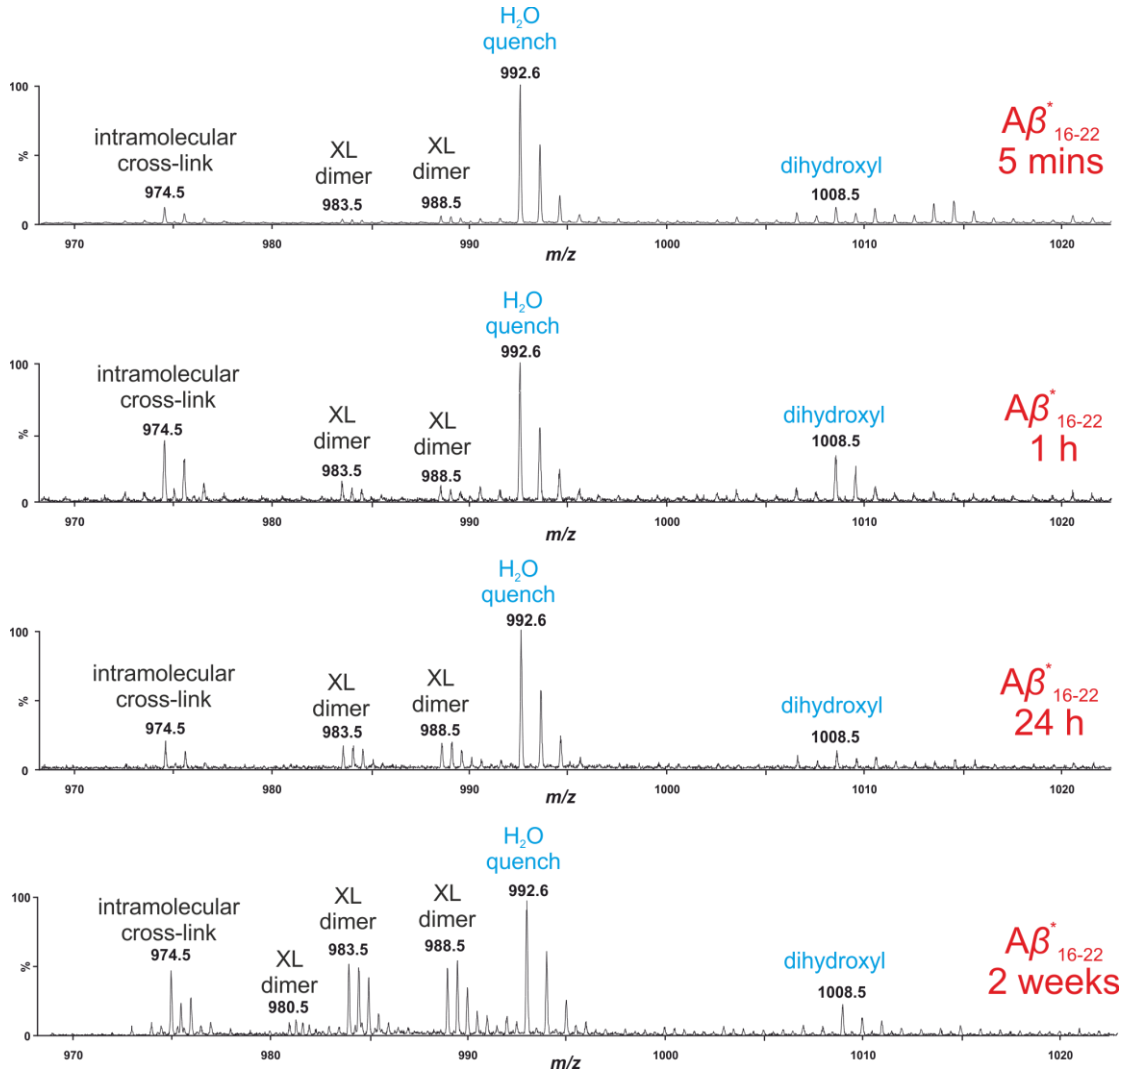 H₂O
quench
992.6
100
%
0
intramolecular
cross-link
974.5
XL
dimer
983.5
XL
dimer
988.5
dihydroxyl
1008.5
Aβ*16-22
5 mins
970 980 990 1000 1010 1020
m/z
H₂O
quench
992.6
100
%
0
intramolecular
cross-link
974.5
XL
dimer
983.5
XL
dimer
988.5
dihydroxyl
1008.5
Aβ*16-22
1 h
970 980 990 1000 1010 1020
m/z
H₂O
quench
992.6
100
%
0
intramolecular
cross-link
974.5
XL
dimer
983.5
XL
dimer
988.5
dihydroxyl
1008.5
Aβ*16-22
24 h
970 980 990 1000 1010 1020
m/z
H₂O
quench
992.6
100
%
0
intramolecular
cross-link
974.5
XL
dimer
980.5
XL
dimer
983.5
XL
dimer
988.5
dihydroxyl
1008.5
Aβ*16-22
2 weeks
970 980 990 1000 1010 1020
m/z